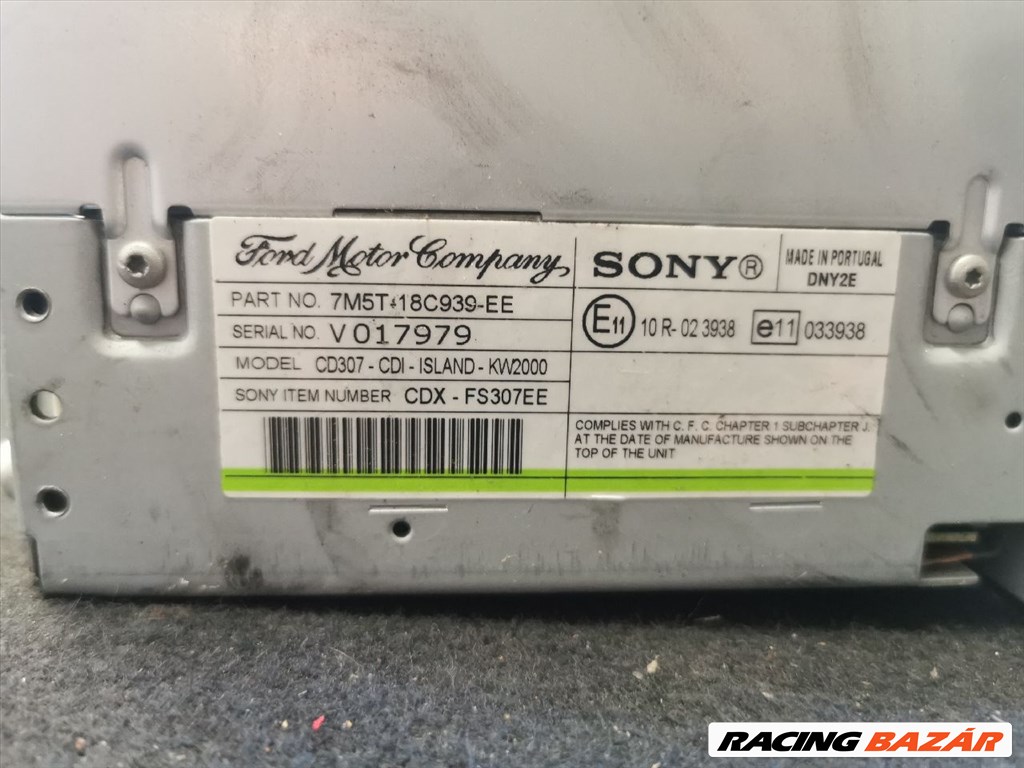 Ford Motor Company
PART NO. 7M5T-18C939-EE
SERIAL NO. V 017979
MODEL CD307 - CDI - ISLAND - KW2000
SONY ITEM NUMBER CDX - FS307EE
SONY®
MADE IN PORTUGAL
DNY2E
E11 10 R- 02 3938 e11 033938
COMPLIES WITH C. F. C. CHAPTER 1 SUBCHAPTER J.
AT THE DATE OF MANUFACTURE SHOWN ON THE
TOP OF THE UNIT
RACING BAZÁR